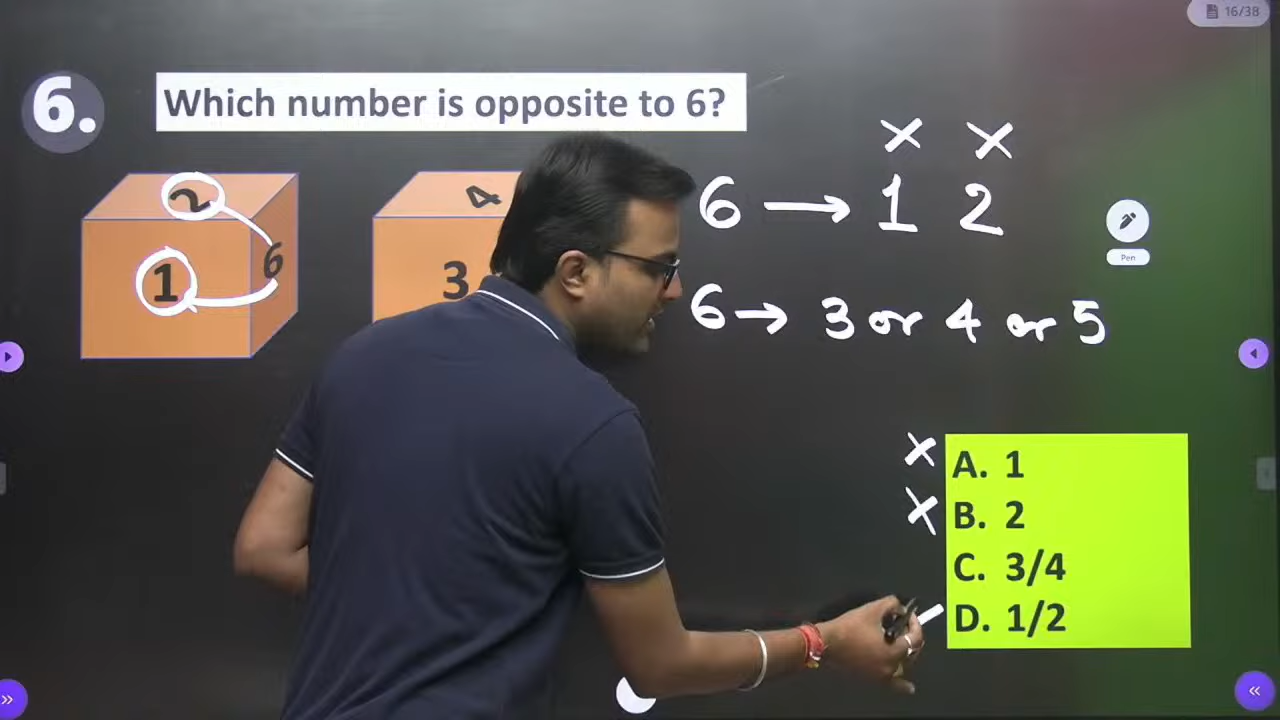 16/38
6.
Which number is opposite to 6?
× ×
2
6
1
4
3
6 → 1 2
Pen
6 → 3 or 4 or 5
× A. 1
× B. 2
C. 3/4
D. 1/2